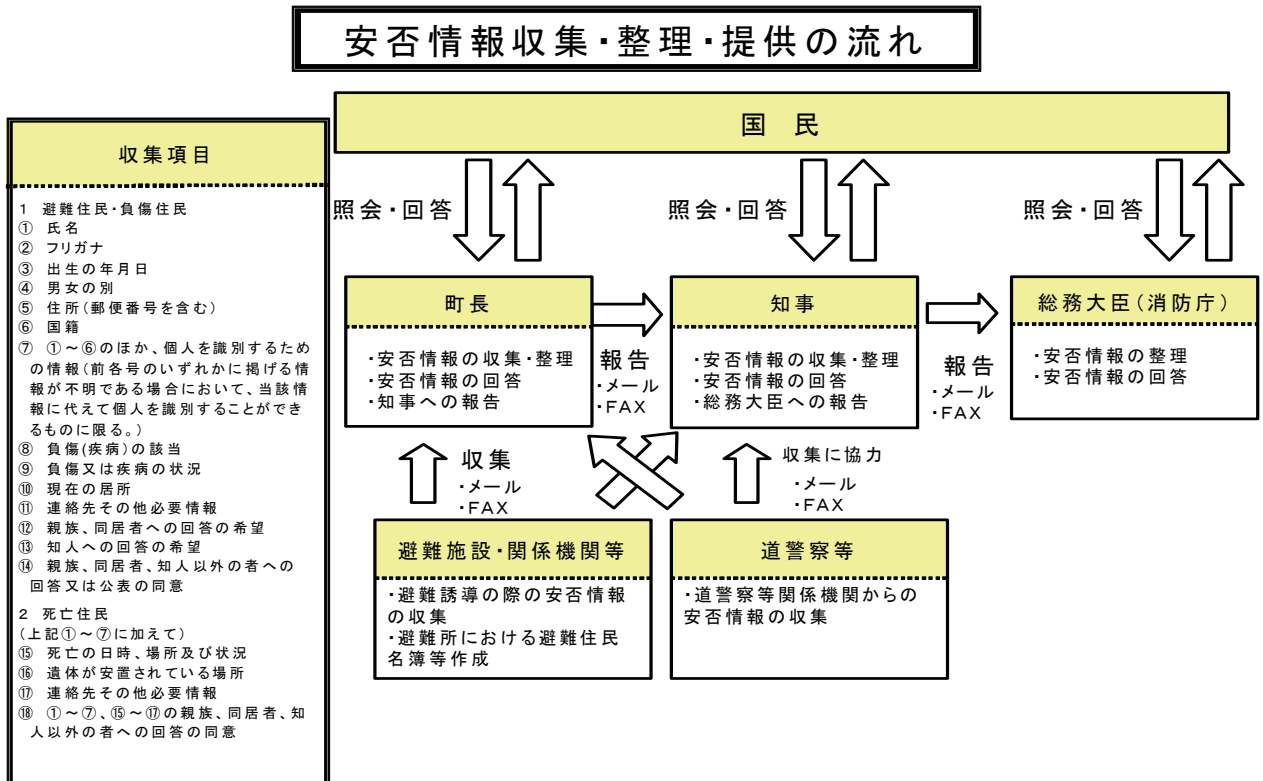 安否情報収集・整理・提供の流れ
国 民
収集項目
1 避難住民・負傷住民
① 氏名
② フリガナ
③ 出生の年月日
④ 男女の別
⑤ 住所(郵便番号を含む)
⑥ 国籍
⑦ ①～⑥のほか、個人を識別するため
の情報(前各号のいずれかに掲げる情
報が不明である場合において、当該情
報に代えて個人を識別することができ
るものに限る。)
⑧ 負傷(疾病)の該当
⑨ 負傷又は疾病の状況
⑩ 現在の居所
⑪ 連絡先その他必要情報
⑫ 親族、同居者への回答の希望
⑬ 知人への回答の希望
⑭ 親族、同居者、知人以外の者への
回答又は公表の同意
2 死亡住民
(上記①～⑦に加えて)
⑮ 死亡の日時、場所及び状況
⑯ 遺体が安置されている場所
⑰ 連絡先その他必要情報
⑱ ①～⑦、⑮～⑰の親族、同居者、知
人以外の者への回答の同意
照会・回答
照会・回答
照会・回答
町長
・安否情報の収集・整理
・安否情報の回答
・知事への報告
報告
・メール
・FAX
知事
・安否情報の収集・整理
・安否情報の回答
・総務大臣への報告
報告
・メール
・FAX
総務大臣(消防庁)
・安否情報の整理
・安否情報の回答
収集
・メール
・FAX
収集に協力
・メール
・FAX
避難施設・関係機関等
・避難誘導の際の安否情報
の収集
・避難所における避難住民
名簿等作成
道警察等
・道警察等関係機関からの
安否情報の収集